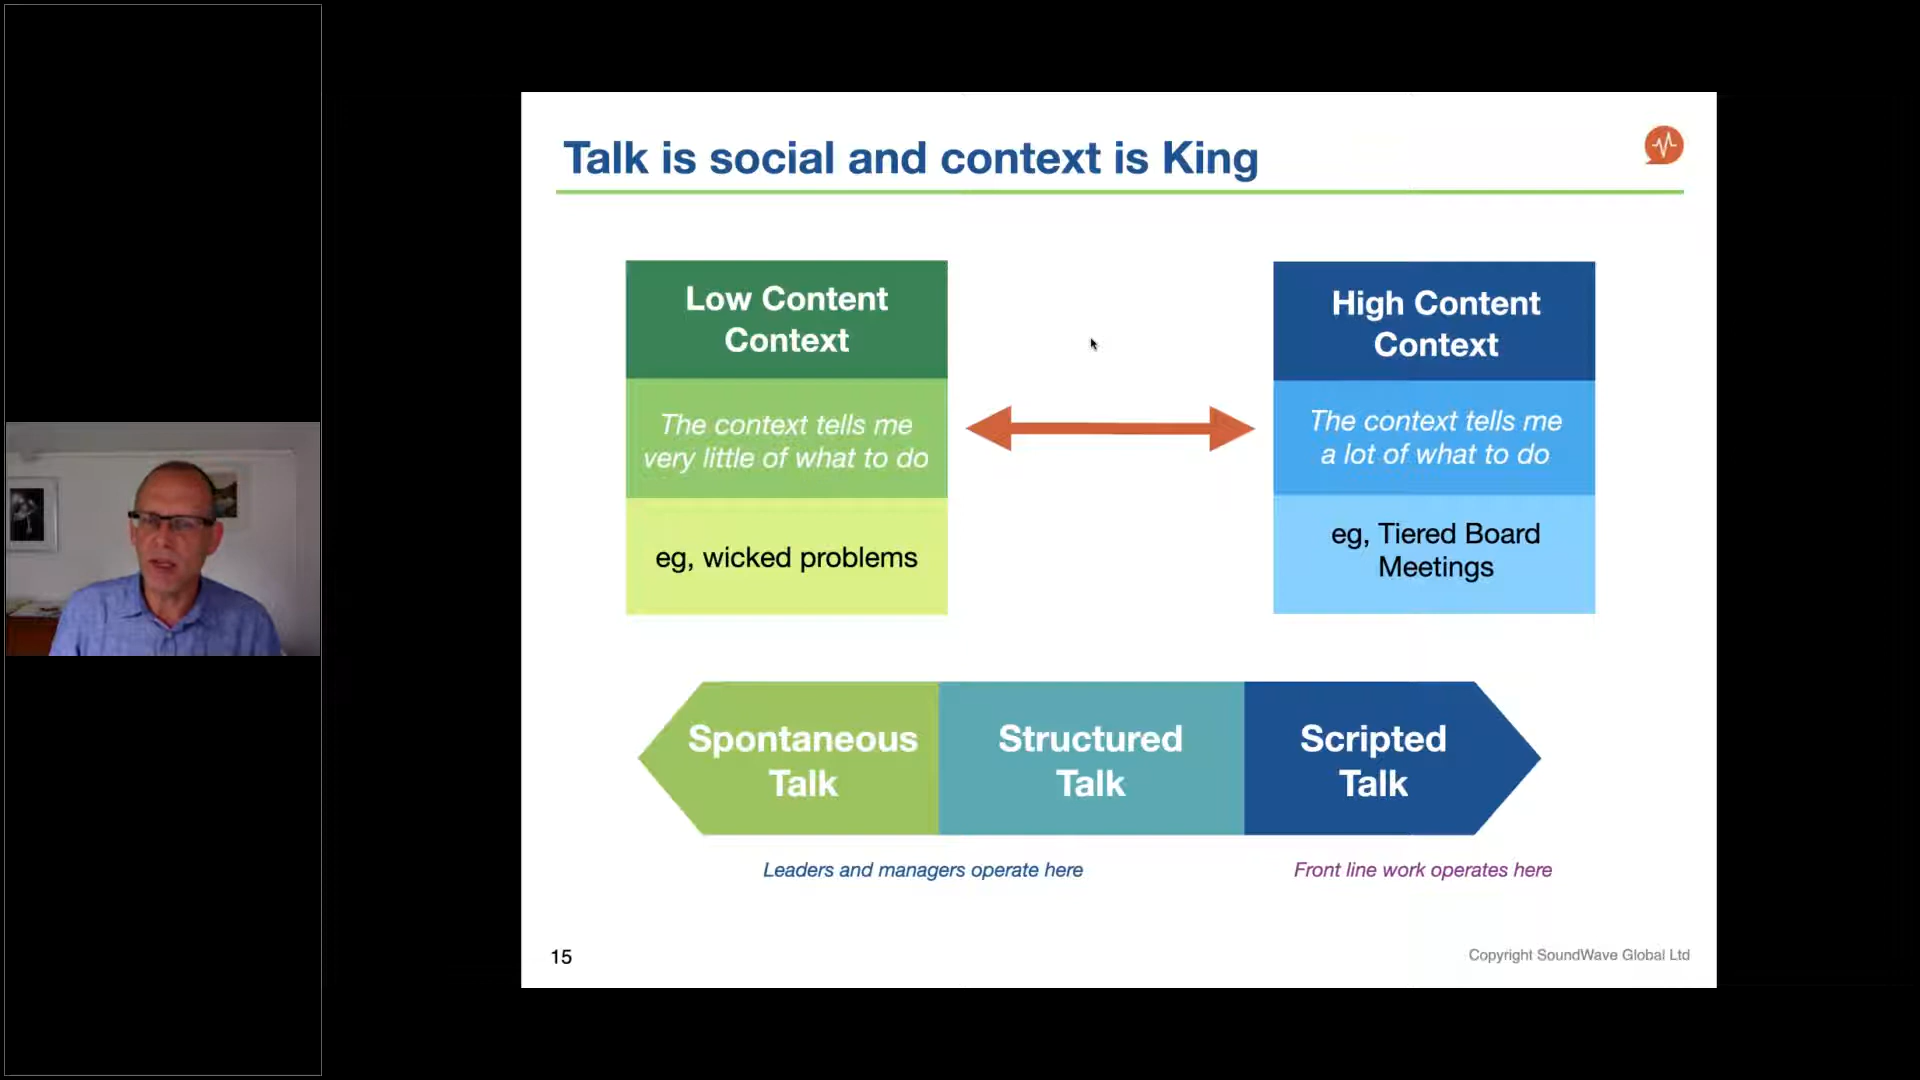 Talk is social and context is King
Low Content
Context
The context tells me
very little of what to do
eg, wicked problems
High Content
Context
The context tells me
a lot of what to do
eg, Tiered Board
Meetings
Spontaneous
Talk
Structured
Talk
Scripted
Talk
Leaders and managers operate here
Front line work operates here
15
Copyright SoundWave Global Ltd